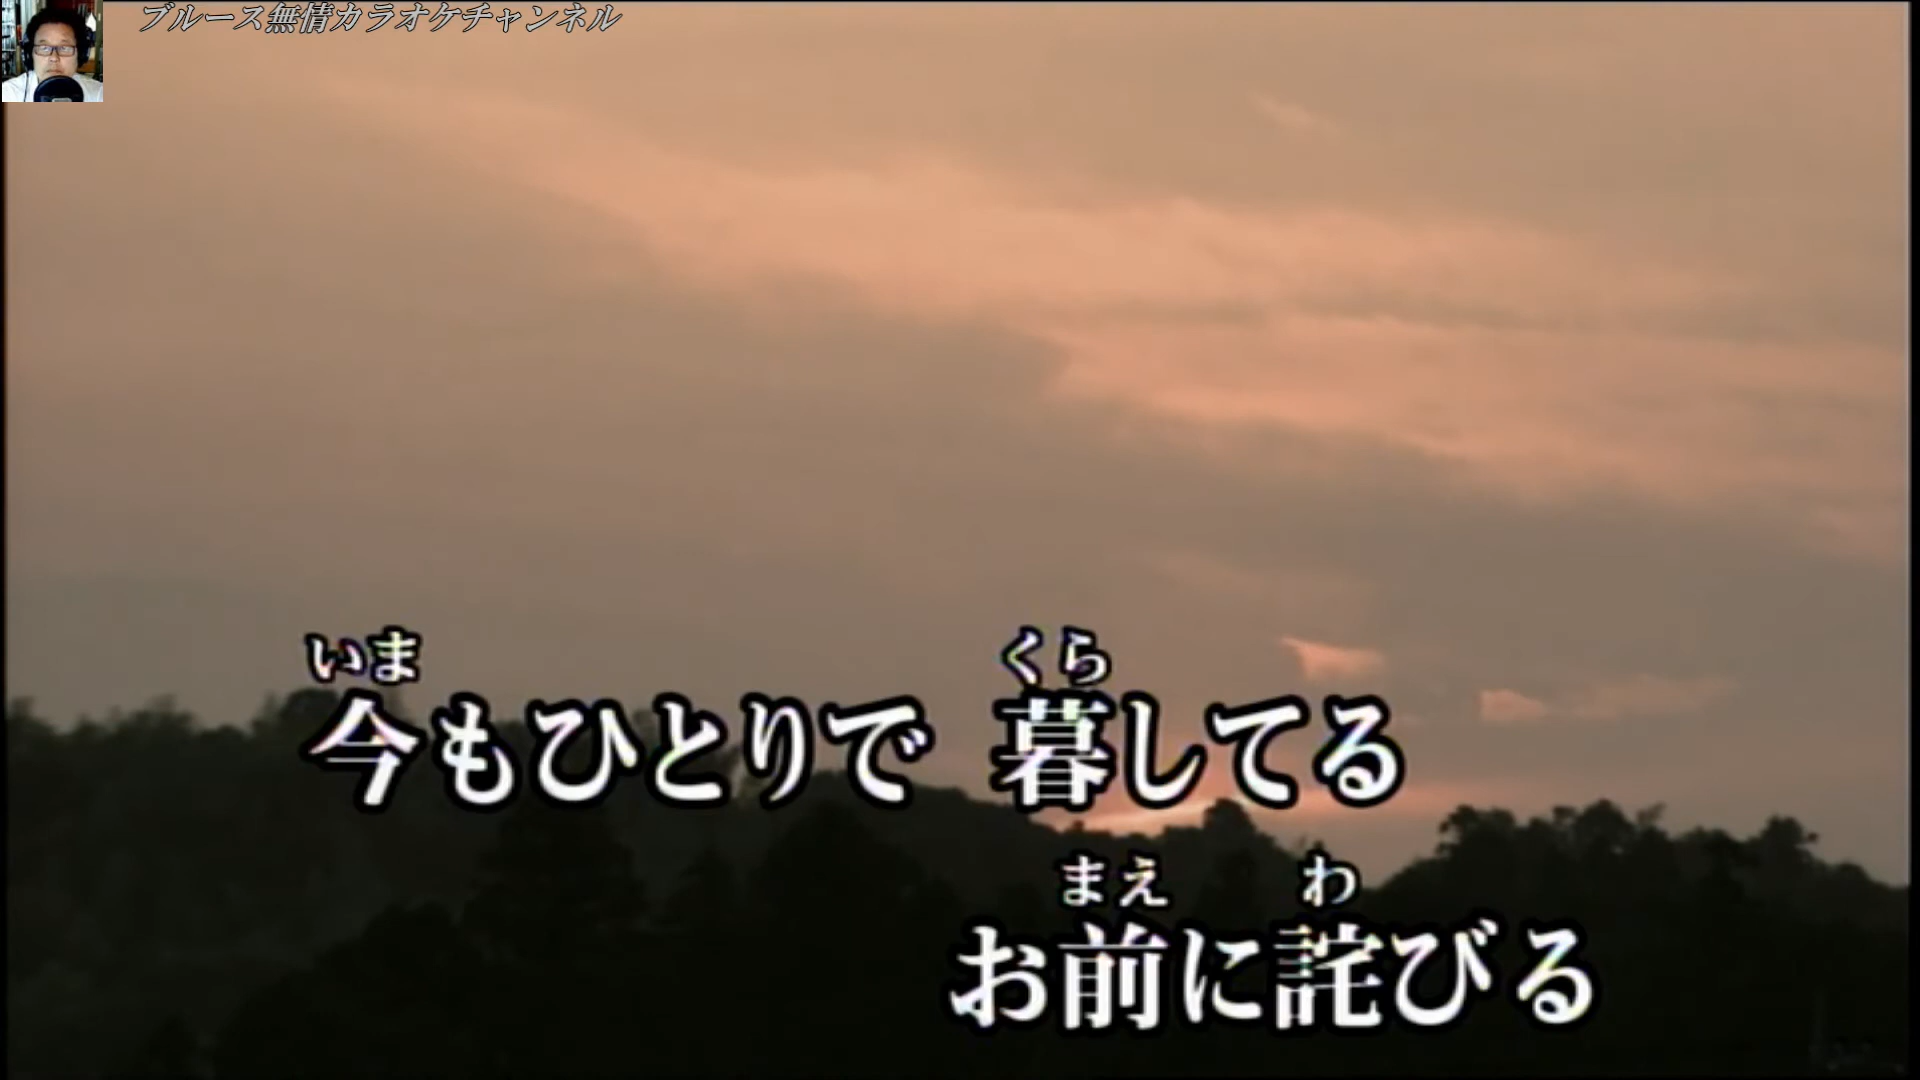 ブルース無情カラオケチャンネル
いま くら
今もひとりで 暮してる
まえ わ
お前に詫びる